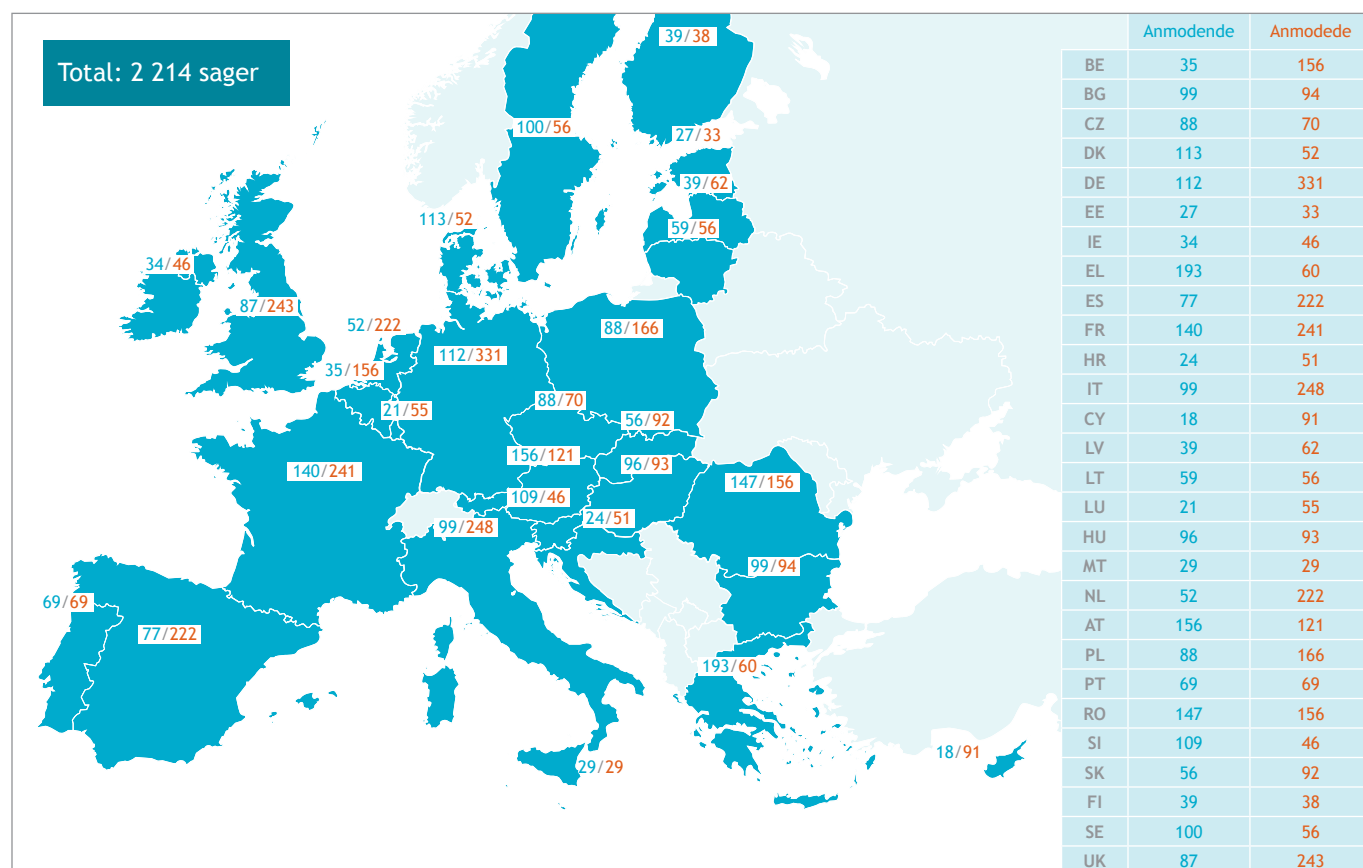 Total: 2 214 sager
39/38
100/56
27/33
39/62
113/52
59/56
34/46
87/243
52/222
88/166
112/331
35/156
88/70
21/55
56/92
156/121
96/93
140/241
147/156
109/46
24/51
99/248
99/94
69/69
77/222
193/60
18/91
29/29
Anmodende Anmodede
BE 35 156
BG 99 94
CZ 88 70
DK 113 52
DE 112 331
EE 27 33
IE 34 46
EL 193 60
ES 77 222
FR 140 241
HR 24 51
IT 99 248
CY 18 91
LV 39 62
LT 59 56
LU 21 55
HU 96 93
MT 29 29
NL 52 222
AT 156 121
PL 88 166
PT 69 69
RO 147 156
SI 109 46
SK 56 92
FI 39 38
SE 100 56
UK 87 243